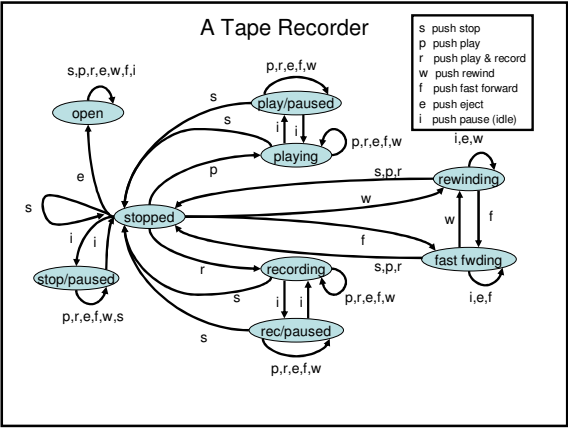 A Tape Recorder
s push stop
p push play
r push play & record
w push rewind
f push fast forward
e push eject
i push pause (idle)
s,p,r,e,w,f,i
open
e
s
stopped
i
i
stop/paused
p,r,e,f,w,s
p,r,e,f,w
s
play/paused
s
i
i
p,r,e,f,w
playing
p
i,e,w
s,p,r
rewinding
w
w
f
f
s,p,r
fast fwding
i,e,f
r
recording
s
p,r,e,f,w
i
i
s
rec/paused
p,r,e,f,w